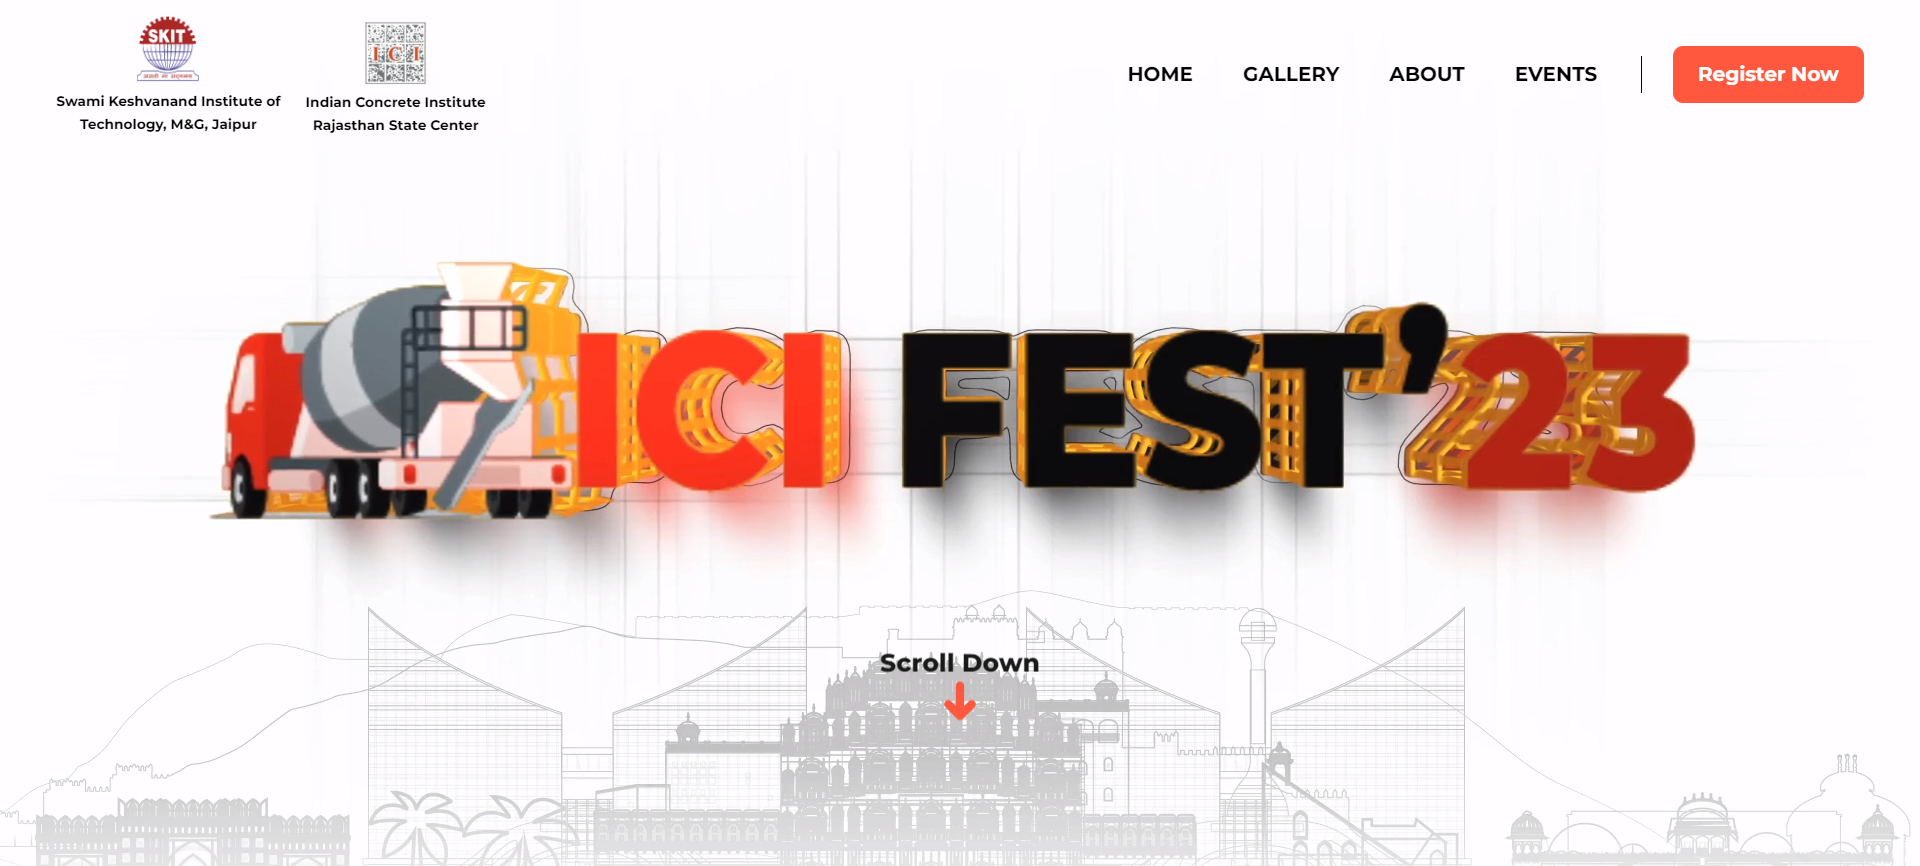 SKIT
Swami Keshvanand Institute of
Technology, M&G, Jaipur
ICI
Indian Concrete Institute
Rajasthan State Center
HOME
GALLERY
ABOUT
EVENTS
Register Now
ICI FEST’23
Scroll Down